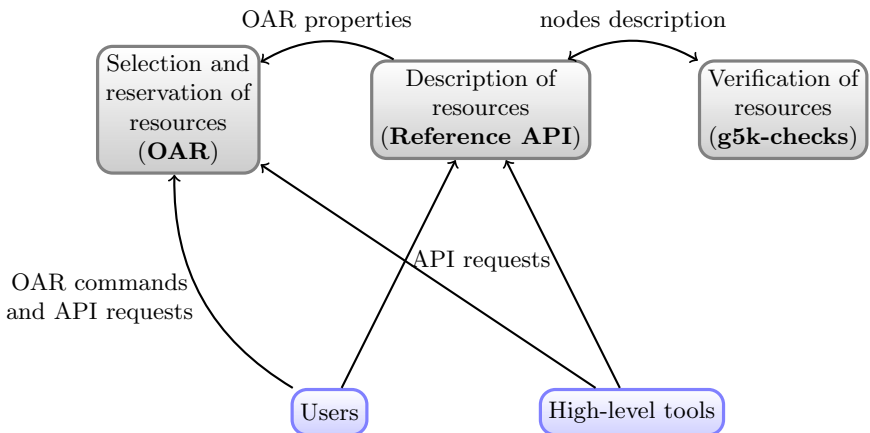 OAR properties
nodes description
Selection and
reservation of
resources
(OAR)
Description of
resources
(Reference API)
Verification of
resources
(g5k-checks)
API requests
OAR commands
and API requests
Users
High-level tools